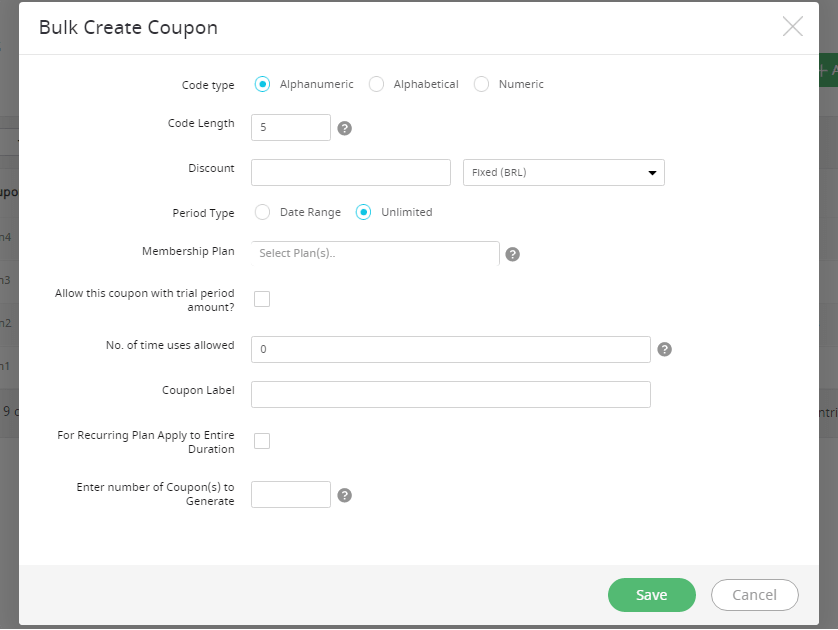 Bulk Create Coupon
Code type Alphanumeric Alphabetical Numeric
Code Length 5 ?
Discount Fixed (BRL)
Period Type Date Range Unlimited
Membership Plan Select Plan(s).. ?
Allow this coupon with trial period
amount?
No. of time uses allowed 0 ?
Coupon Label
For Recurring Plan Apply to Entire
Duration
Enter number of Coupon(s) to
Generate ?
Save Cancel